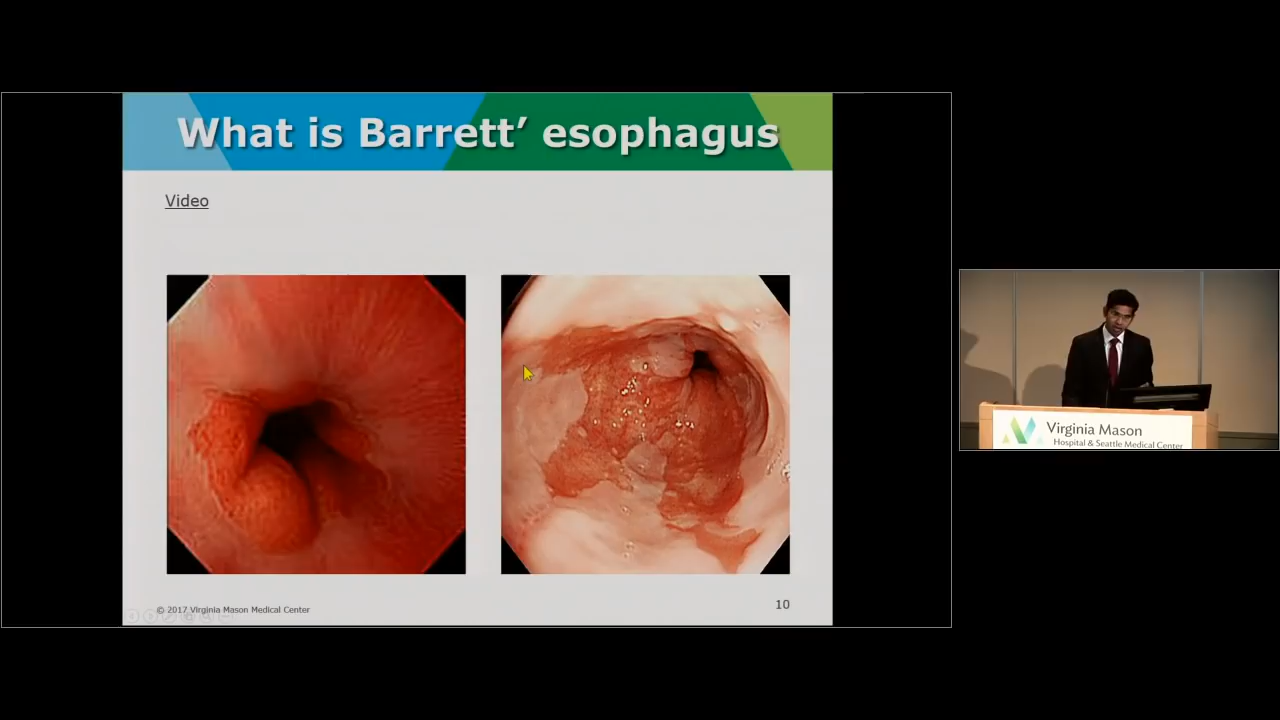 What is Barrett’ esophagus
Video
© 2017 Virginia Mason Medical Center
10
Virginia Mason
Hospital & Seattle Medical Center